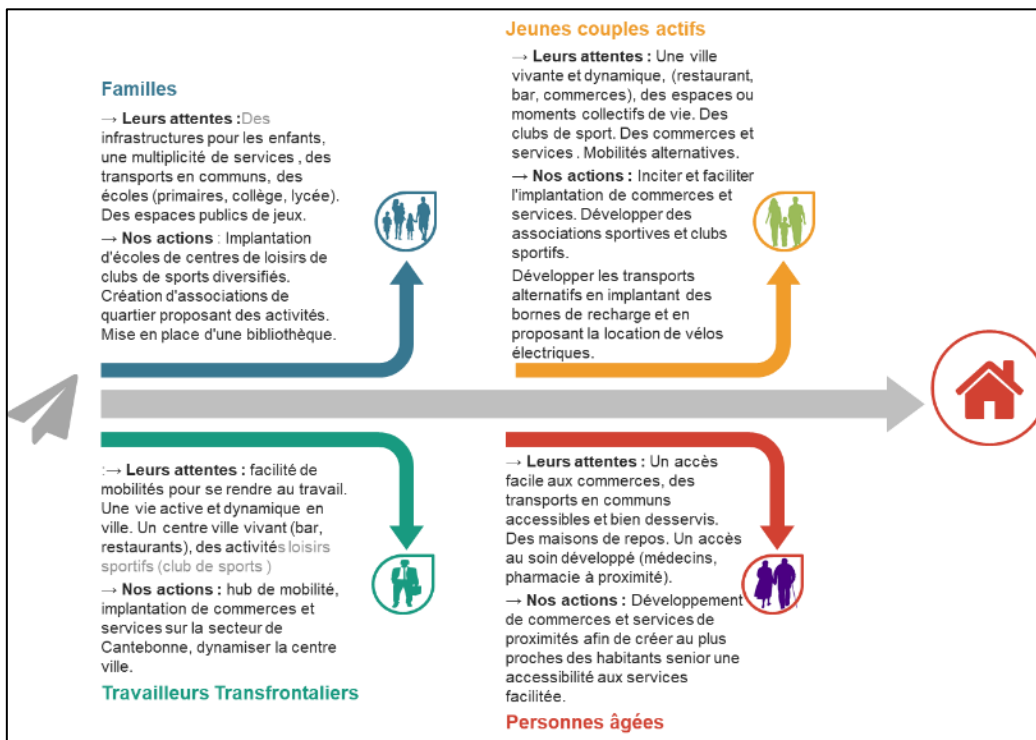 Familles
→ Leurs attentes :Des
infrastructures pour les enfants,
une multiplicité de services , des
transports en communs, des
écoles (primaires, collège, lycée).
Des espaces publics de jeux.
→ Nos actions : Implantation
d'écoles de centres de loisirs de
clubs de sports diversifiés.
Création d'associations de
quartier proposant des activités.
Mise en place d'une bibliothèque.
Jeunes couples actifs
→ Leurs attentes : Une ville
vivante et dynamique, (restaurant,
bar, commerces), des espaces ou
moments collectifs de vie. Des
clubs de sport. Des commerces et
services . Mobilités alternatives.
→ Nos actions : Inciter et faciliter
l'implantation de commerces et
services. Développer des
associations sportives et clubs
sportifs.
Développer les transports
alternatifs en implantant des
bornes de recharge et en
proposant la location de vélos
électriques.
:→ Leurs attentes : facilité de
mobilités pour se rendre au travail.
Une vie active et dynamique en
ville. Un centre ville vivant (bar,
restaurants), des activités loisirs
sportifs (club de sports )
→ Nos actions : hub de mobilité,
implantation de commerces et
services sur la secteur de
Cantebonne, dynamiser la centre
ville.
Travailleurs Transfrontaliers
→ Leurs attentes : Un accès
facile aux commerces, des
transports en communs
accessibles et bien desservis.
Des maisons de repos. Un accès
au soin développé (médecins,
pharmacie à proximité).
→ Nos actions : Développement
de commerces et services de
proximités afin de créer au plus
proches des habitants senior une
accessibilité aux services
facilitée.
Personnes âgées